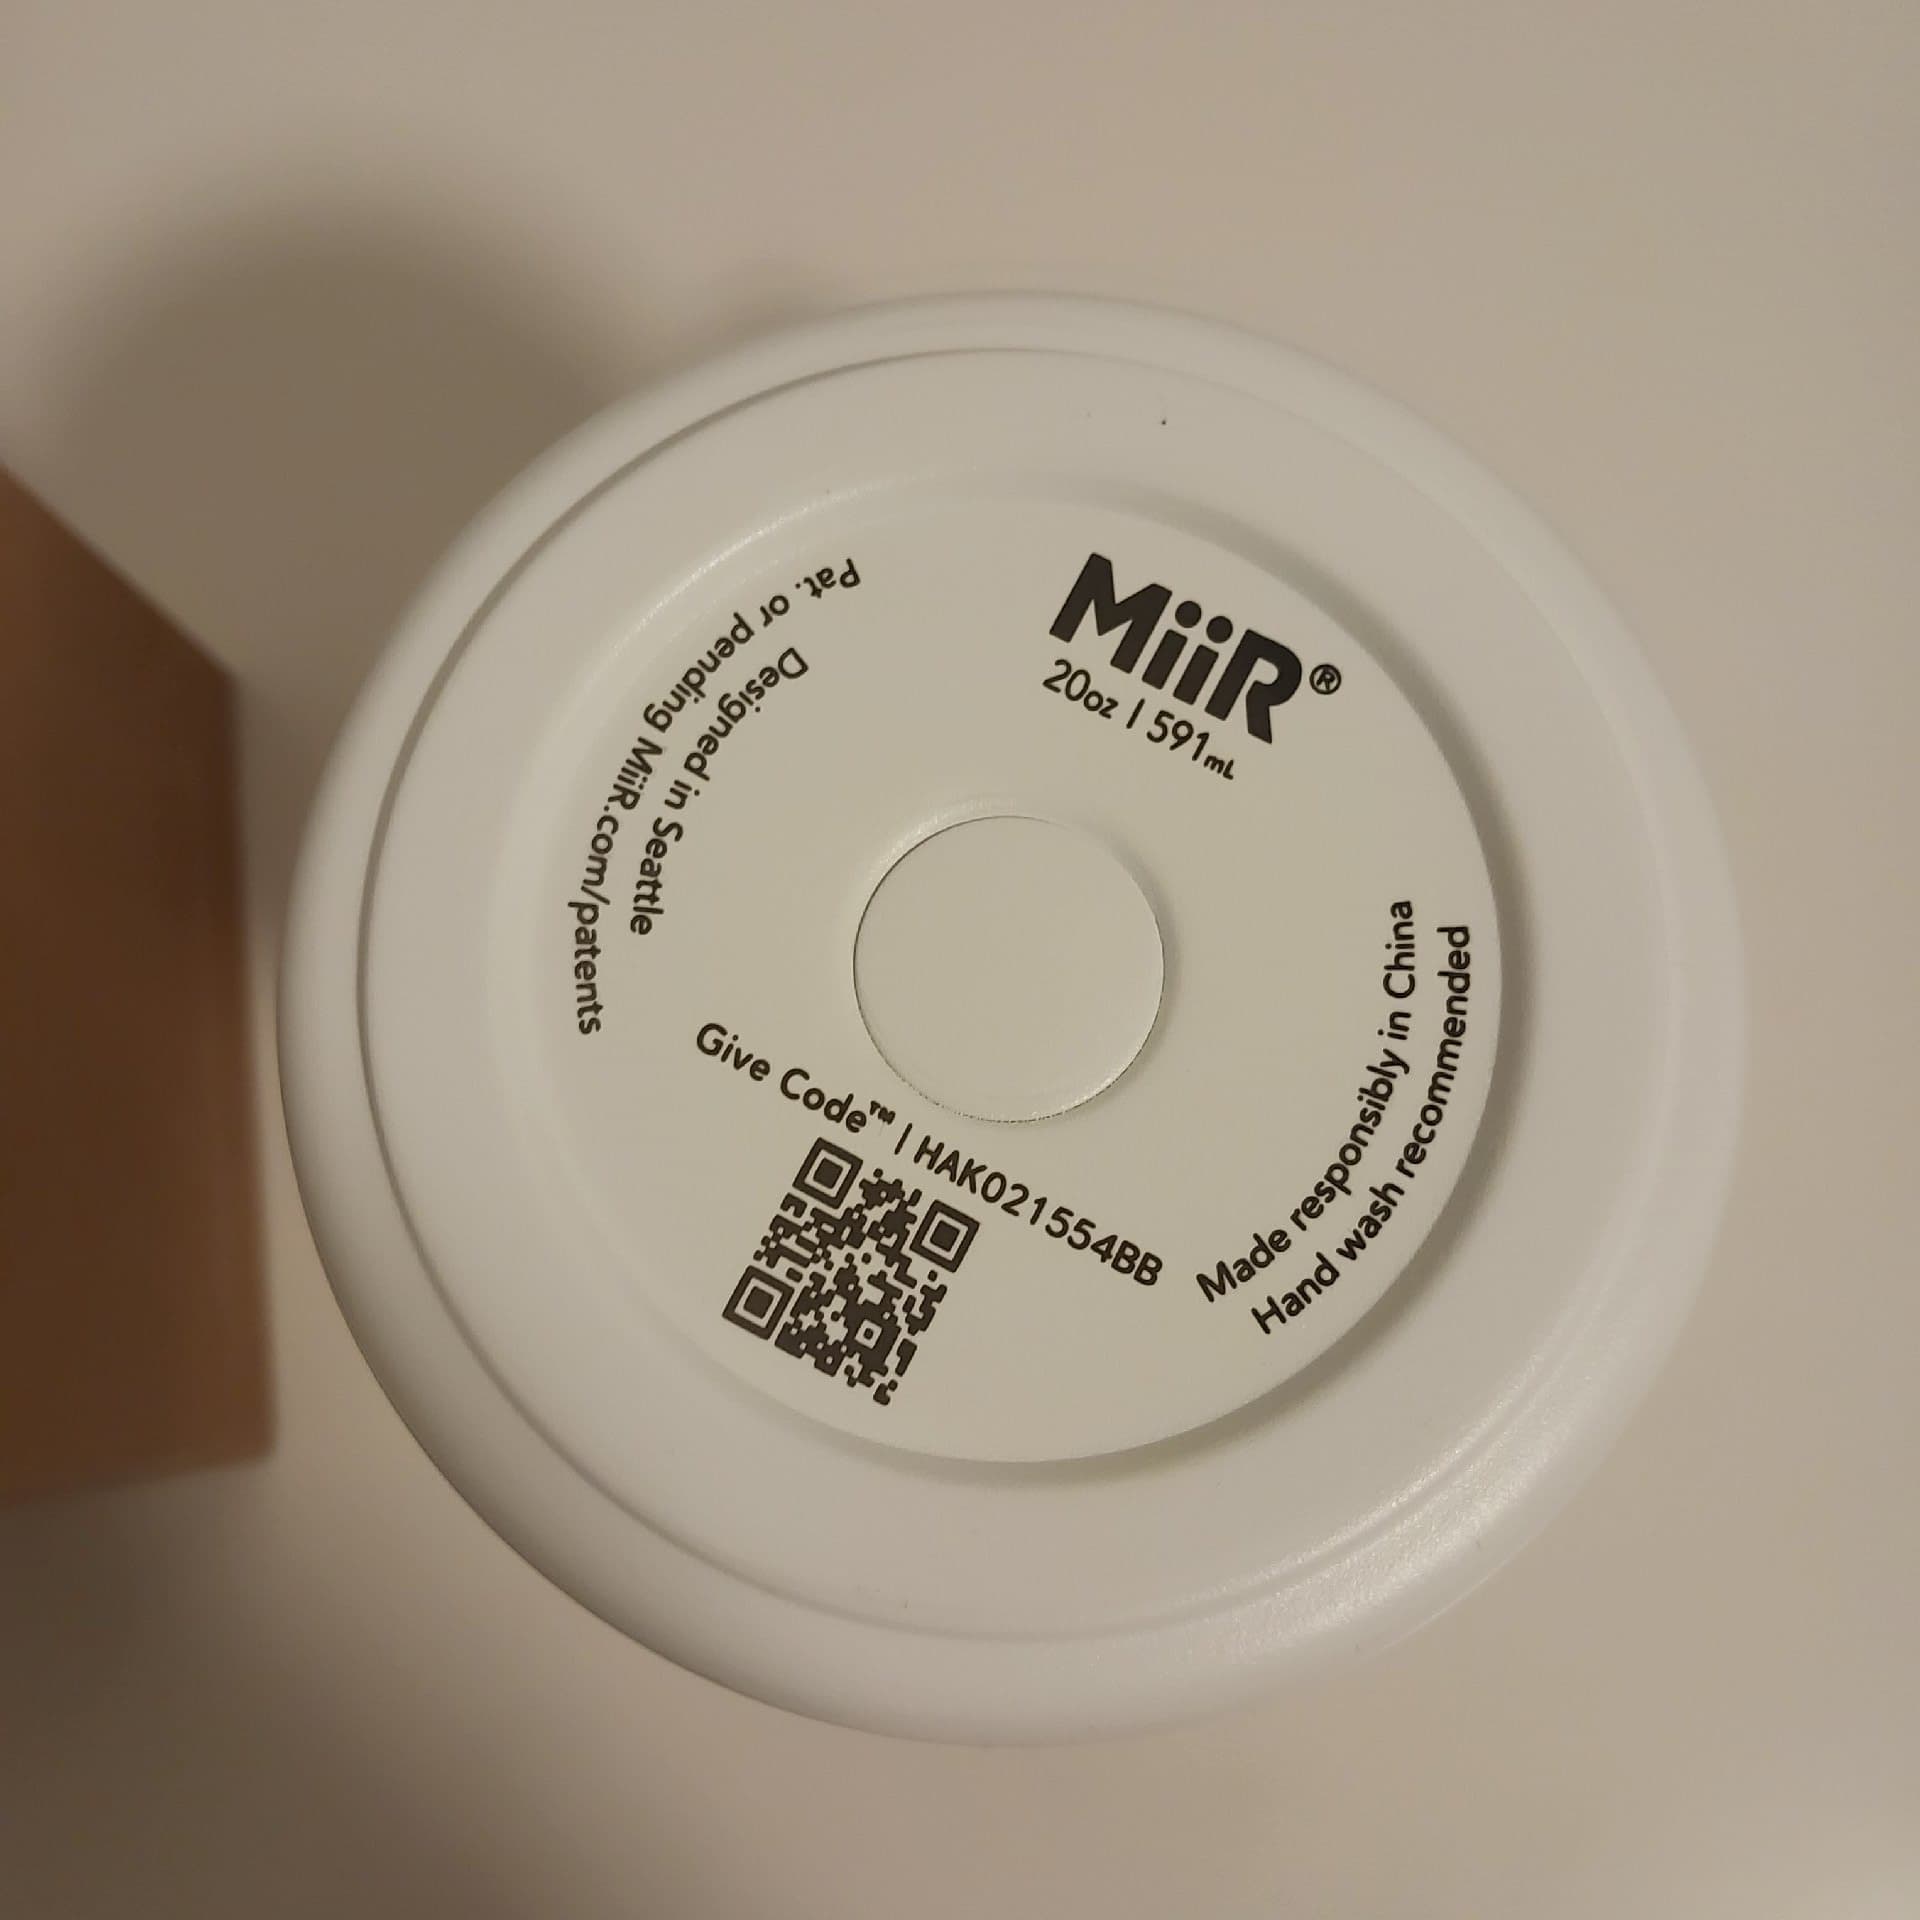 MiiR®
20oz | 591mL
Made responsibly in China
Hand wash recommended
Give Code™ | HAK021554BB
Designed in Seattle
Pat. or pending MiiR.com/patents